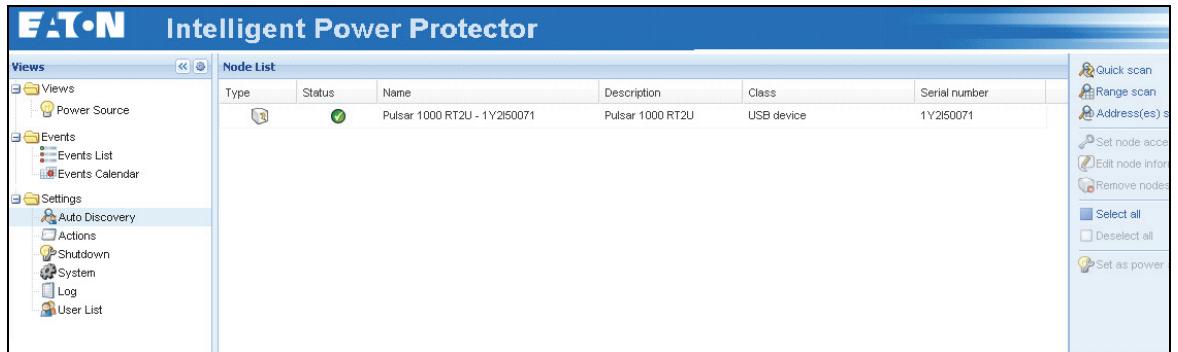 EATON Intelligent Power Protector
Views
Views
Power Source
Events
Events List
Events Calendar
Settings
Auto Discovery
Actions
Shutdown
System
Log
User List
Node List
Type Status Name Description Class Serial number
Pulsar 1000 RT2U - 1Y2I50071 Pulsar 1000 RT2U USB device 1Y2I50071
Quick scan
Range scan
Address(es) s
Set node acce
Edit node infor
Remove nodes
Select all
Deselect all
Set as power